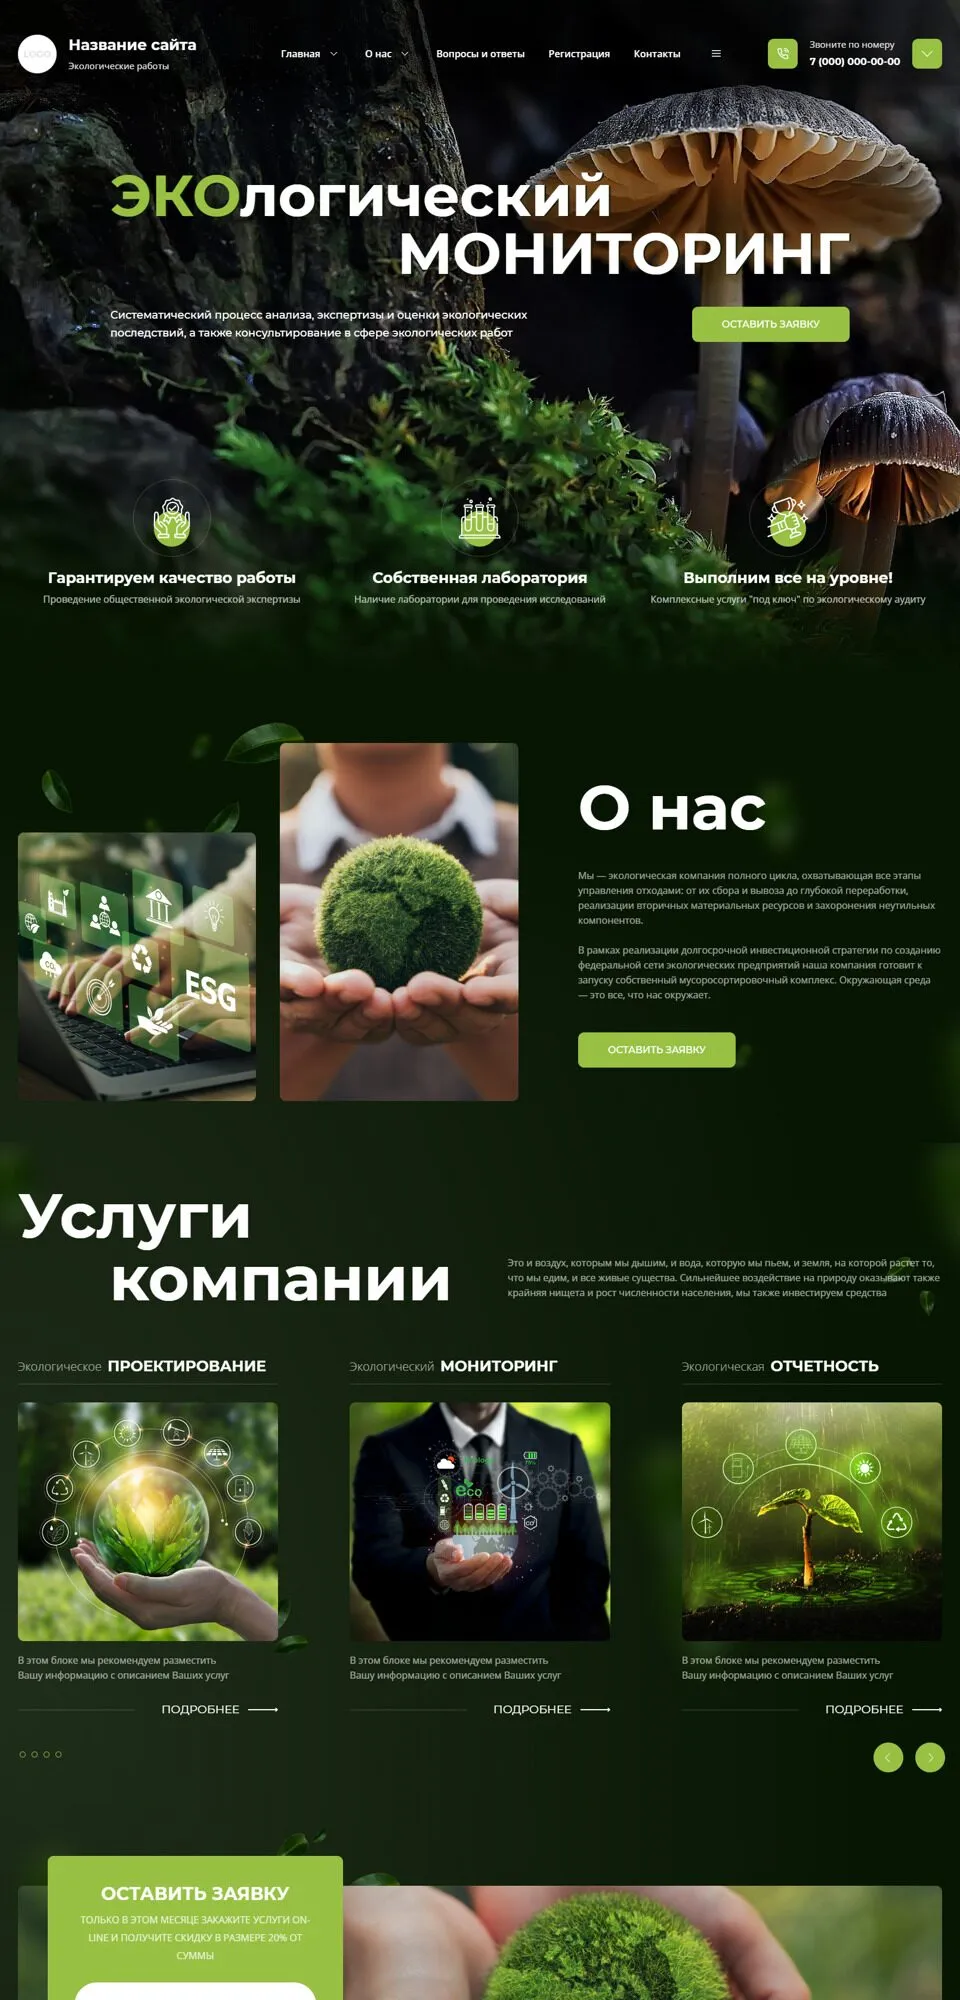 LOGO
Название сайта
Экологические работы
Главная
О нас
Вопросы и ответы
Регистрация
Контакты
Звоните по номеру
7 (000) 000-00-00
ЭКОлогический
МОНИТОРИНГ
Систематический процесс анализа, экспертизы и оценки экологических
последствий, а также консультирование в сфере экологических работ
ОСТАВИТЬ ЗАЯВКУ
Гарантируем качество работы
Проведение общественной экологической экспертизы
Собственная лаборатория
Наличие лаборатории для проведения исследований
Выполним все на уровне!
Комплексные услуги "под ключ" по экологическому аудиту
CO₂
ESG
О нас
Мы — экологическая компания полного цикла, охватывающая все этапы
управления отходами: от их сбора и вывоза до глубокой переработки,
реализации вторичных материальных ресурсов и захоронения неутильных
компонентов.
В рамках реализации долгосрочной инвестиционной стратегии по созданию
федеральной сети экологических предприятий наша компания готовит к
запуску собственный мусоросортировочный комплекс. Окружающая среда
— это все, что нас окружает.
ОСТАВИТЬ ЗАЯВКУ
Услуги
компании
Это и воздух, которым мы дышим, и вода, которую мы пьем, и земля, на которой растет то,
что мы едим, и все живые существа. Сильнейшее воздействие на природу оказывают также
крайняя нищета и рост численности населения, мы также инвестируем средства
Экологическое ПРОЕКТИРОВАНИЕ
В этом блоке мы рекомендуем разместить
Вашу информацию с описанием Ваших услуг
ПОДРОБНЕЕ
Экологический МОНИТОРИНГ
eco
В этом блоке мы рекомендуем разместить
Вашу информацию с описанием Ваших услуг
ПОДРОБНЕЕ
Экологическая ОТЧЕТНОСТЬ
В этом блоке мы рекомендуем разместить
Вашу информацию с описанием Ваших услуг
ПОДРОБНЕЕ
ОСТАВИТЬ ЗАЯВКУ
ТОЛЬКО В ЭТОМ МЕСЯЦЕ ЗАКАЖИТЕ УСЛУГИ ON-
LINE И ПОЛУЧИТЕ СКИДКУ В РАЗМЕРЕ 20% ОТ
СУММЫ